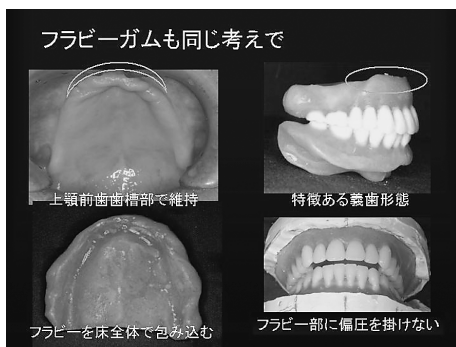 フラビーガムも同じ考えで
上顎前歯歯槽部で維持
特徴ある義歯形態
フラビーを床全体で包み込む
フラビー部に偏圧を掛けない